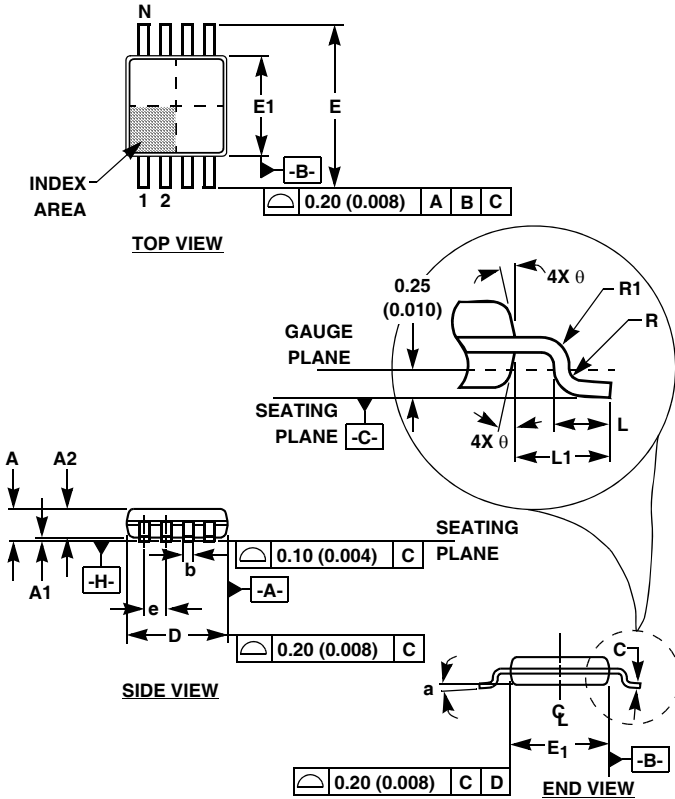 N
E1
E
-B-
INDEX
AREA
1 2
0.20 (0.008) A B C
TOP VIEW
0.25
(0.010)
4X θ
R1
R
GAUGE
PLANE
SEATING
PLANE
-C-
4X θ
L
L1
A A2
SEATING
PLANE
0.10 (0.004) C
b
-H-
A1
-A-
e
D
0.20 (0.008) C
SIDE VIEW
C
a
CL
E1
-B-
0.20 (0.008) C D
END VIEW